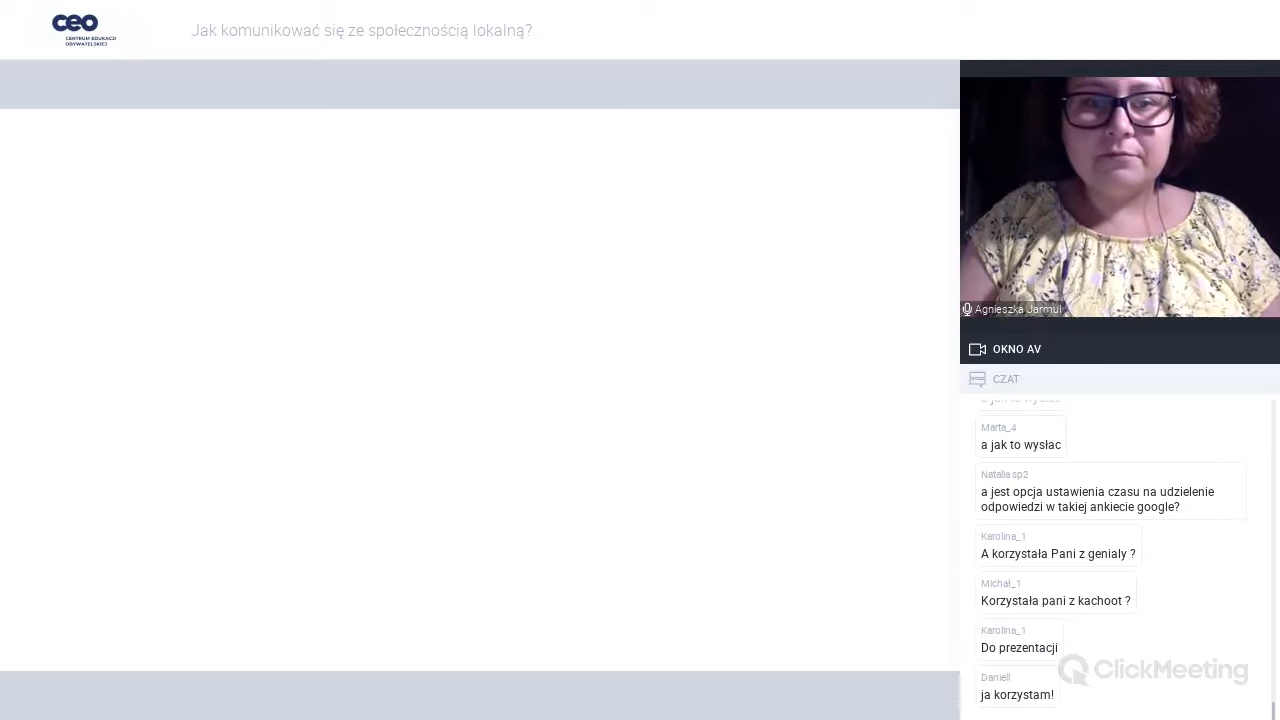 ceo
CENTRUM EDUKACJI
OBYWATELSKIEJ
Jak komunikować się ze społecznością lokalną?
Agnieszka Jarmul
OKNO AV
CZAT
Marta_4
a jak to wysłac
Natalia sp2
a jest opcja ustawienia czasu na udzielenie
odpowiedzi w takiej ankiecie google?
Karolina_1
A korzystała Pani z genialy ?
Michał_1
Korzystała pani z kachoot ?
Karolina_1
Do prezentacji
ClickMeeting
Daniell
ja korzystam!